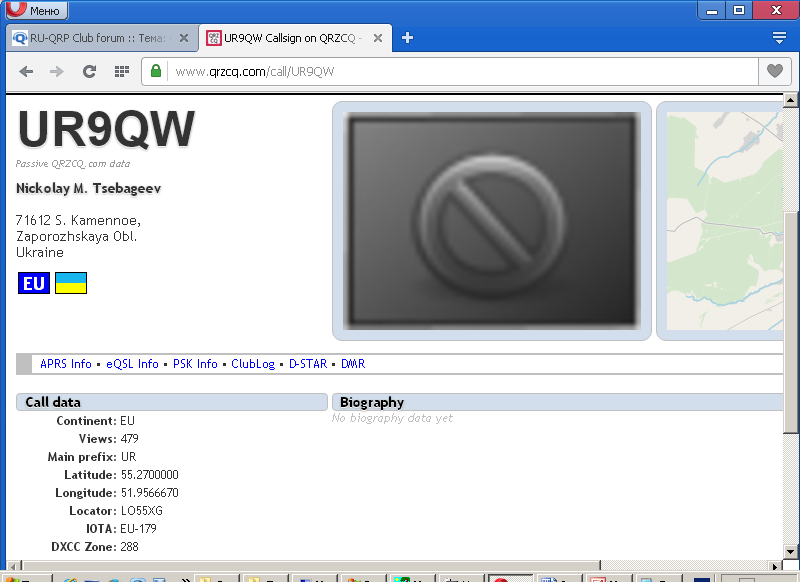 Меню
RU-QRP Club forum :: Тема:
UR9QW Callsign on QRZCQ -
www.qrzcq.com/call/UR9QW
UR9QW
Passive QRZCQ.com data
Nickolay M. Tsebageev
71612 S. Kamennoe,
Zaporozhskaya Obl.
Ukraine
EU
APRS Info • eQSL Info • PSK Info • ClubLog • D-STAR • DMR
Call data
Continent: EU
Views: 479
Main prefix: UR
Latitude: 55.2700000
Longitude: 51.9566670
Locator: LO55XG
IOTA: EU-179
DXCC Zone: 288
Biography
No biography data yet